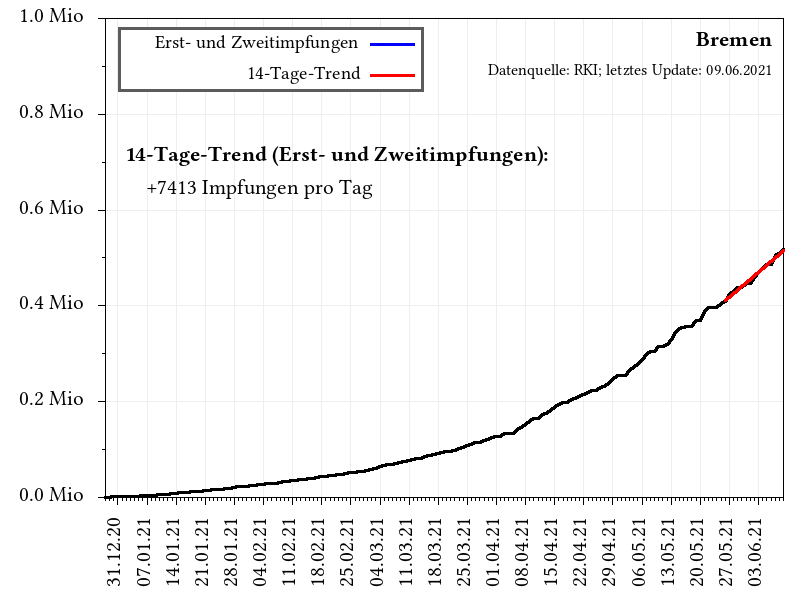 1.0 Mio
0.8 Mio
0.6 Mio
0.4 Mio
0.2 Mio
0.0 Mio
Erst- und Zweitimpfungen
14-Tage-Trend
Bremen
Datenquelle: RKI; letztes Update: 09.06.2021
14-Tage-Trend (Erst- und Zweitimpfungen):
+7413 Impfungen pro Tag
31.12.20
07.01.21
14.01.21
21.01.21
28.01.21
04.02.21
11.02.21
18.02.21
25.02.21
04.03.21
11.03.21
18.03.21
25.03.21
01.04.21
08.04.21
15.04.21
22.04.21
29.04.21
06.05.21
13.05.21
20.05.21
27.05.21
03.06.21